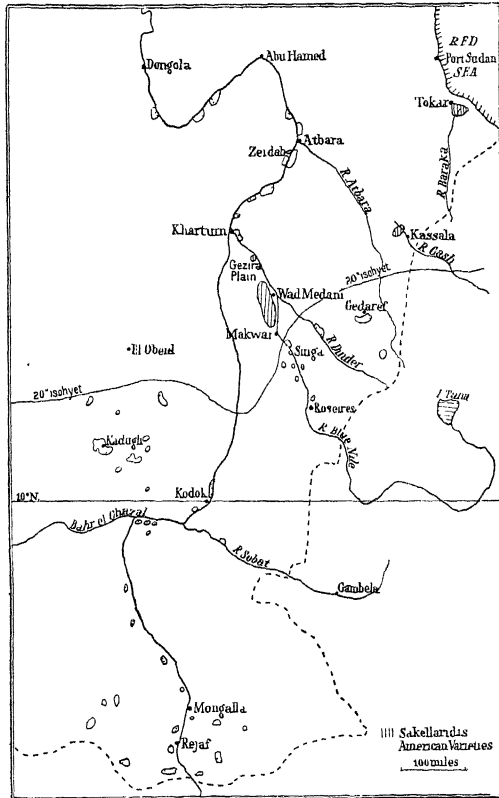 RED
Port Sudan
SEA
Abu Hamed
Dongola
Tokar
Atbara
Zeidab
R Baraka
R Atbara
Khartum
Kassala
R Gash
Gezira
Plain
20" isohyet
Wad Medani
Gedaref
Makwar
R Dinder
El Obeid
Singa
20" isohyet
Roseires
L Tana
Kadugli
R Blue Nile
Kodok
10° N.
Bahr el Ghazal
R Sobat
Gambela
Mongalla
Sakellaridis
American Varieties
Rejaf
100 miles